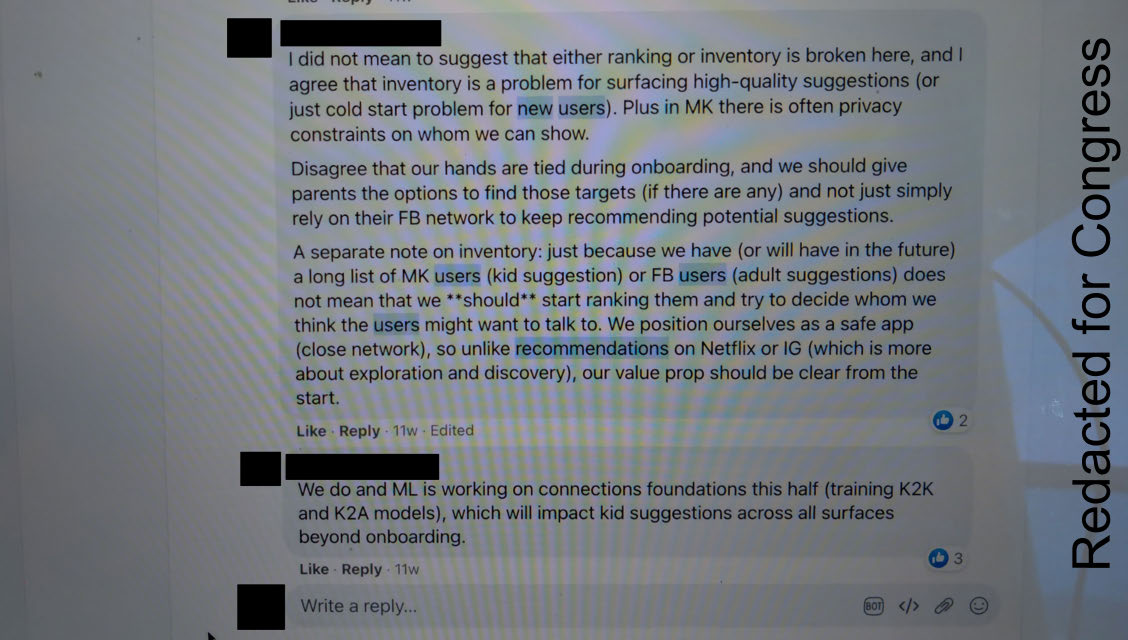 Like · Reply · 11w
I did not mean to suggest that either ranking or inventory is broken here, and I
agree that inventory is a problem for surfacing high-quality suggestions (or
just cold start problem for new users). Plus in MK there is often privacy
constraints on whom we can show.
Disagree that our hands are tied during onboarding, and we should give
parents the options to find those targets (if there are any) and not just simply
rely on their FB network to keep recommending potential suggestions.
A separate note on inventory: just because we have (or will have in the future)
a long list of MK users (kid suggestion) or FB users (adult suggestions) does
not mean that we **should** start ranking them and try to decide whom we
think the users might want to talk to. We position ourselves as a safe app
(close network), so unlike recommendations on Netflix or IG (which is more
about exploration and discovery), our value prop should be clear from the
start.
Like · Reply · 11w · Edited
2
We do and ML is working on connections foundations this half (training K2K
and K2A models), which will impact kid suggestions across all surfaces
beyond onboarding.
Like · Reply · 11w
3
Write a reply...
BOT </>
Redacted for Congress